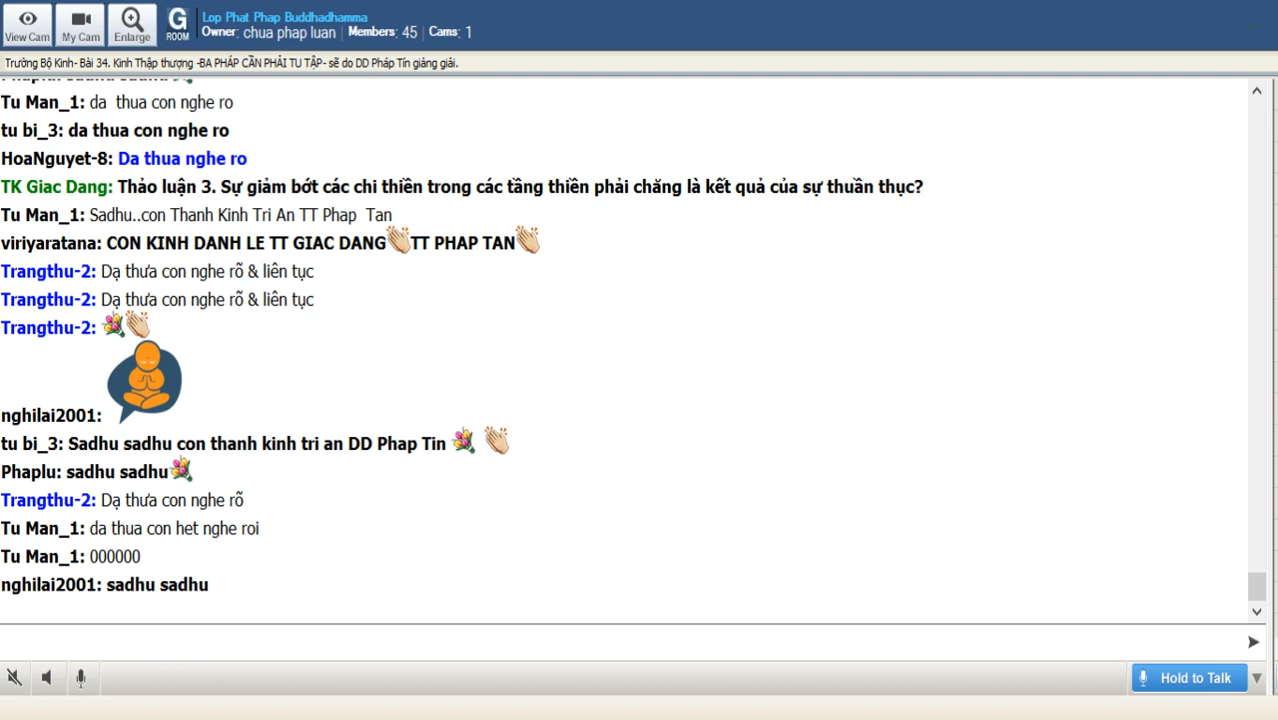 Lop Phat Phap Buddhadhamma
Owner: chua phap luan | Members: 45 | Cams: 1
View Cam
My Cam
Enlarge
G
ROOM
Trường Bộ Kinh- Bài 34. Kinh Thập thượng -BA PHÁP CẦN PHẢI TU TẬP- sẽ do DD Pháp Tín giảng giải.
Tu Man_1: da thua con nghe ro
tu bi_3: da thua con nghe ro
HoaNguyet-8: Da thua nghe ro
TK Giac Dang: Thảo luận 3. Sự giảm bớt các chi thiền trong các tầng thiền phải chăng là kết quả của sự thuần thục?
Tu Man_1: Sadhu..con Thanh Kinh Tri An TT Phap Tan
viriyaratana: CON KINH DANH LE TT GIAC DANG TT PHAP TAN
Trangthu-2: Dạ thưa con nghe rõ & liên tục
Trangthu-2: Dạ thưa con nghe rõ & liên tục
Trangthu-2:
nghilai2001:
tu bi_3: Sadhu sadhu con thanh kinh tri an DD Phap Tin
Phaplu: sadhu sadhu
Trangthu-2: Dạ thưa con nghe rõ
Tu Man_1: da thua con het nghe roi
Tu Man_1: 000000
nghilai2001: sadhu sadhu
Hold to Talk